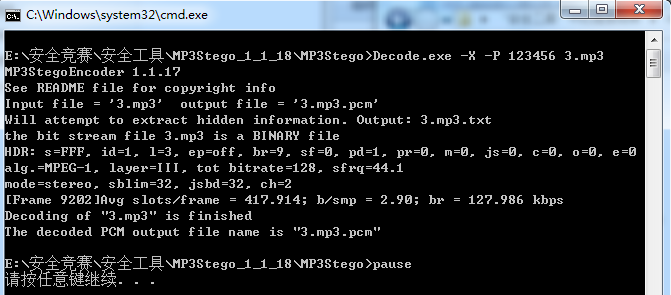 C:\Windows\system32\cmd.exe
E:\安全竞赛\安全工具\MP3Stego_1_1_18\MP3Stego>Decode.exe -X -P 123456 3.mp3
MP3StegoEncoder 1.1.17
See README file for copyright info
Input file = '3.mp3'  output file = '3.mp3.pcm'
Will attempt to extract hidden information. Output: 3.mp3.txt
the bit stream file 3.mp3 is a BINARY file
HDR: s=FFF, id=1, l=3, ep=off, br=9, sf=0, pd=1, pr=0, m=0, js=0, c=0, o=0, e=0
alg.=MPEG-1, layer=III, tot bitrate=128, sfrq=44.1
mode=stereo, sblim=32, jsbd=32, ch=2
[Frame 9202]Avg slots/frame = 417.914; b/smp = 2.90; br = 127.986 kbps
Decoding of "3.mp3" is finished
The decoded PCM output file name is "3.mp3.pcm"
E:\安全竞赛\安全工具\MP3Stego_1_1_18\MP3Stego>pause
请按任意键继续. . .